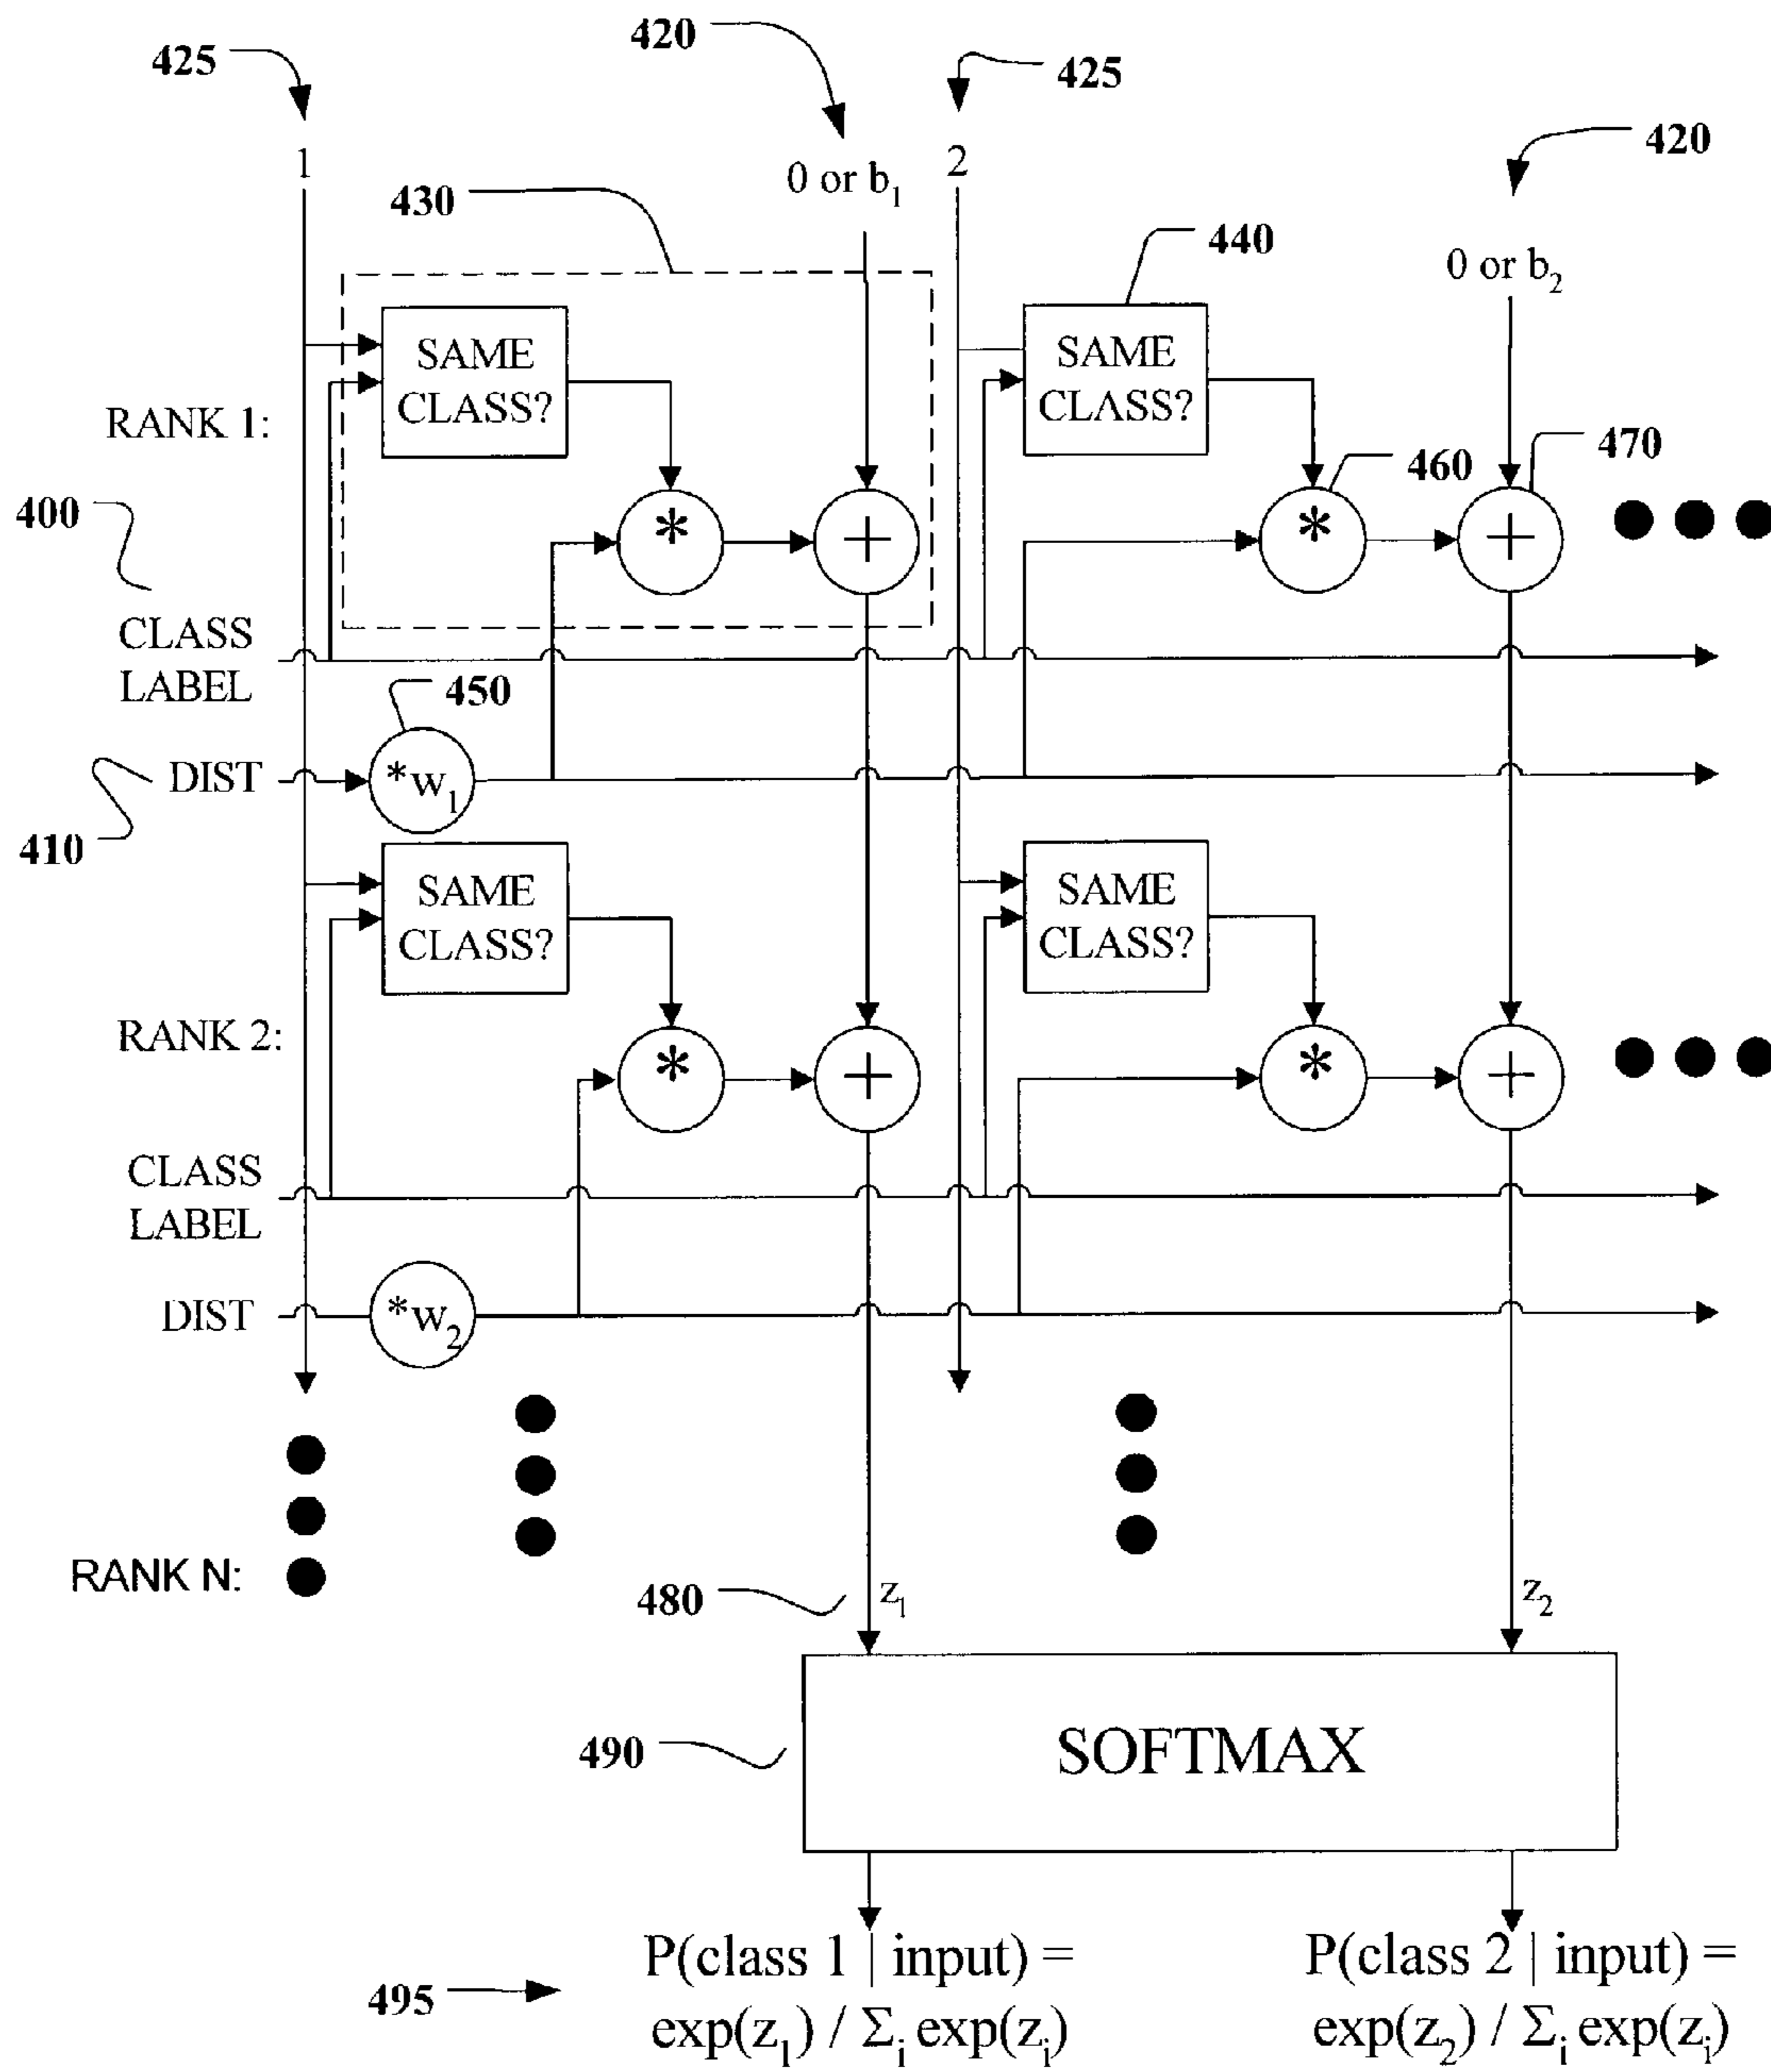 425
420
425
420
1
0 or b₁
2
0 or b₂
430
440
SAME
CLASS?
SAME
CLASS?
RANK 1:
460
470
*
+
*
+
400
CLASS
LABEL
450
DIST
*w₁
410
SAME
CLASS?
SAME
CLASS?
RANK 2:
*
+
*
+
CLASS
LABEL
DIST
*w₂
RANK N:
480
z₁
z₂
490
SOFTMAX
495
P(class 1 | input) =
exp(z₁) / Σᵢ exp(zᵢ)
P(class 2 | input) =
exp(z₂) / Σᵢ exp(zᵢ)